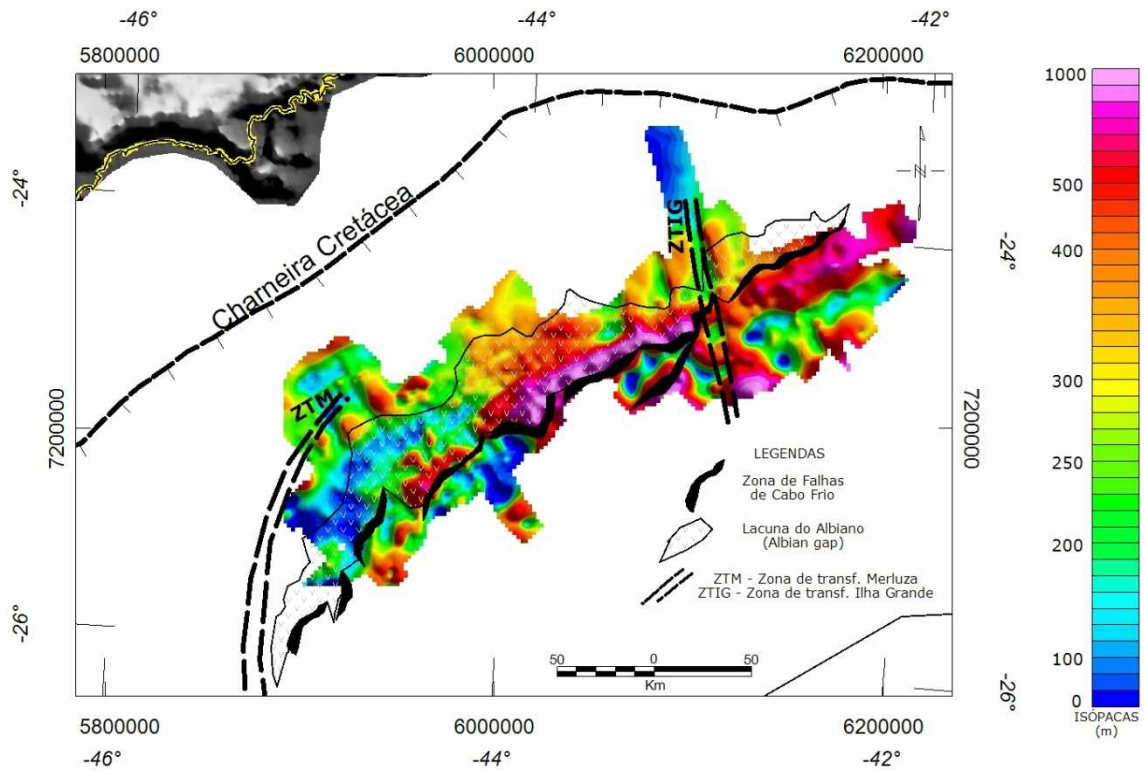 -46°
-44°
-42°
5800000
6000000
6200000
1000
500
400
300
250
200
100
0
ISÓPACAS
(m)
-24°
-24°
Charneira Cretácea
ZTIG
ZTM
N
7200000
7200000
LEGENDAS
Zona de Falhas
de Cabo Frio
Lacuna do Albiano
(Albian gap)
ZTM - Zona de transf. Merluza
ZTIG - Zona de transf. Ilha Grande
-26°
-26°
50 0 50
Km
5800000
6000000
6200000
-46°
-44°
-42°